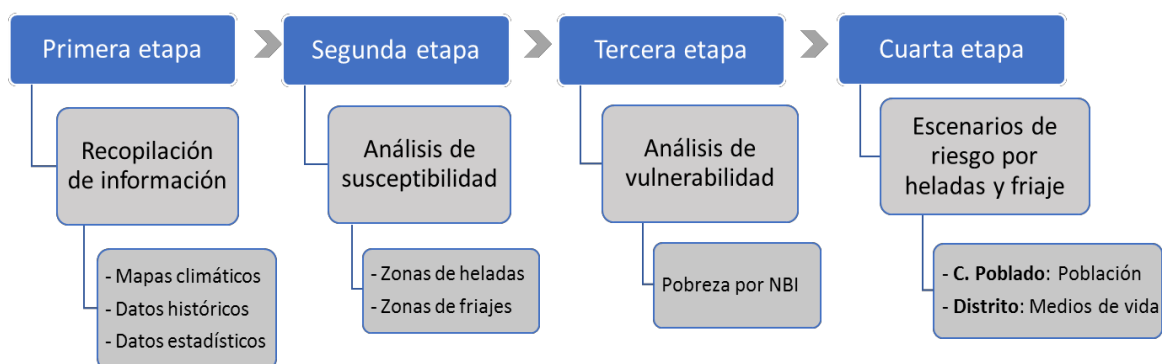 Primera etapa
Recopilación
de información
- Mapas climáticos
- Datos históricos
- Datos estadísticos
Segunda etapa
Análisis de
susceptibilidad
- Zonas de heladas
- Zonas de friajes
Tercera etapa
Análisis de
vulnerabilidad
Pobreza por NBI
Cuarta etapa
Escenarios de
riesgo por
heladas y friaje
- C. Poblado: Población
- Distrito: Medios de vida